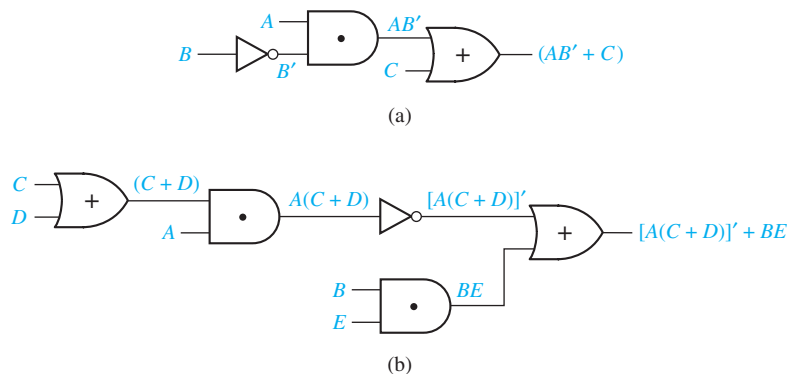 A
AB′
B
B′
•
C
+
(AB′ + C)
(a)
C
D
+
(C + D)
A
•
A(C + D)
[A(C + D)]′
+
[A(C + D)]′ + BE
B
E
•
BE
(b)